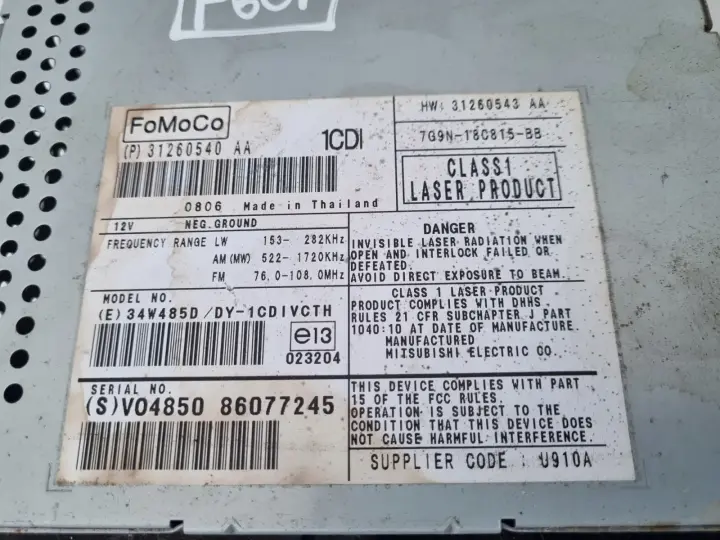 FoMoCo
(P) 31260540 AA
1CDI
0806 Made in Thailand
HW: 31260543 AA
7G9N-18C815-BB
CLASS1
LASER PRODUCT
12V NEG.GROUND
FREQUENCY RANGE LW 153- 282KHz
AM(MW) 522- 1720KHz
FM 76.0-108.0MHz
DANGER
INVISIBLE LASER RADIATION WHEN
OPEN AND INTERLOCK FAILED OR
DEFEATED.
AVOID DIRECT EXPOSURE TO BEAM.
MODEL NO.
(E) 34W485D/DY-1CDIVCTH
e13
023204
CLASS 1 LASER PRODUCT
PRODUCT COMPLIES WITH DHHS
RULES 21 CFR SUBCHAPTER J PART
1040:10 AT DATE OF MANUFACTURE.
MANUFACTURED
MITSUBISHI ELECTRIC CO.
SERIAL NO.
(S)V04850 86077245
THIS DEVICE COMPLIES WITH PART
15 OF THE FCC RULES.
OPERATION IS SUBJECT TO THE
CONDITION THAT THIS DEVICE DOES
NOT CAUSE HARMFUL INTERFERENCE.
SUPPLIER CODE : U910A